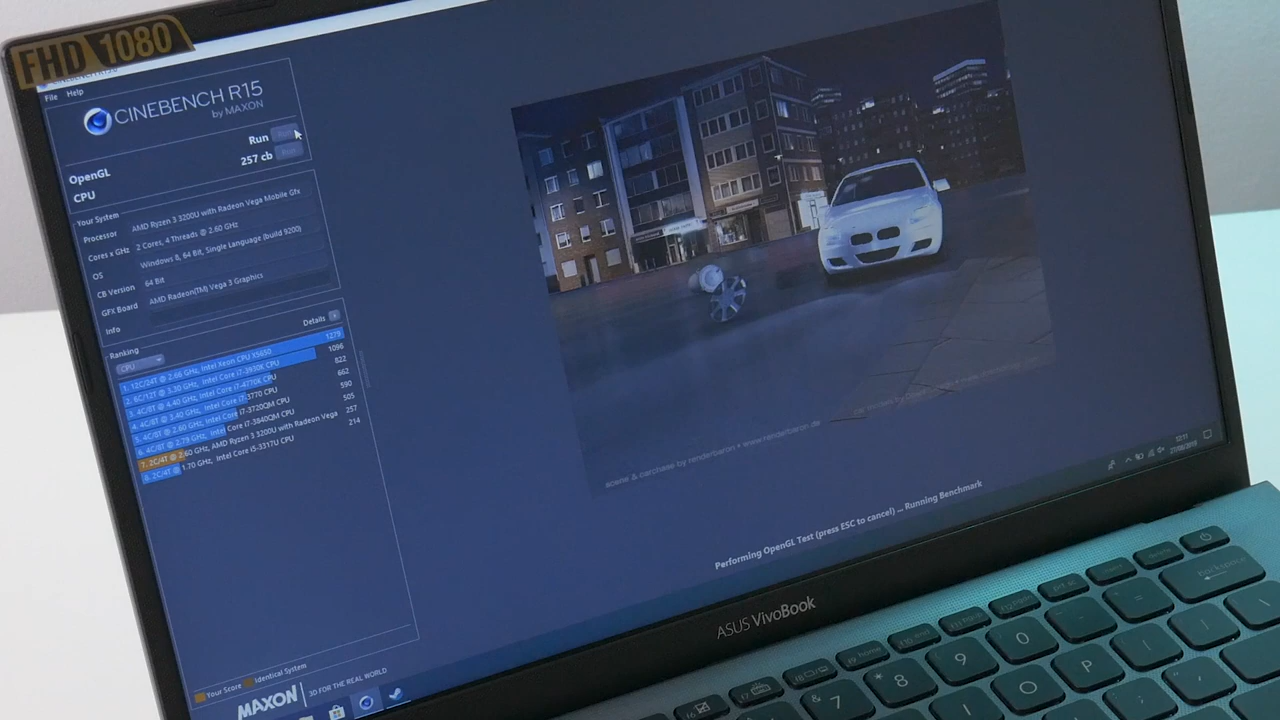 FHD 1080
File Help
CINEBENCH R15
by MAXON
OpenGL Run
CPU 257 cb
Your System
Processor AMD Ryzen 3 3200U with Radeon Vega Mobile Gfx
Cores x GHz 2 Cores, 4 Threads @ 2.60 GHz
OS Windows 8, 64 Bit, Single Language (build 9200)
CB Version 64 Bit
GFX Board AMD Radeon(TM) Vega 3 Graphics
Info
Ranking Details
CPU
1. 12C/24T @ 2.66 GHz, Intel Xeon CPU X5650 1279
2. 6C/12T @ 3.30 GHz, Intel Core i7-3930K CPU 1096
3. 4C/8T @ 4.40 GHz, Intel Core i7-4770K CPU 822
4. 4C/8T @ 3.40 GHz, Intel Core i7-3770 CPU 662
5. 4C/8T @ 2.60 GHz, Intel Core i7-3720QM CPU 590
6. 4C/8T @ 2.79 GHz, Intel Core i7-3840QM CPU 505
7. 2C/4T @ 2.60 GHz, AMD Ryzen 3 3200U with Radeon Vega 257
8. 2C/4T @ 1.70 GHz, Intel Core i5-3317U CPU 214
scene & carchase by renderbaron • www.renderbaron.de
Performing OpenGL Test (press ESC to cancel) ... Running Benchmark
Your Score Identical System
MAXON 3D FOR THE REAL WORLD
ASUS VivoBook
backspace
home
& 7 * 8 9 0
O P